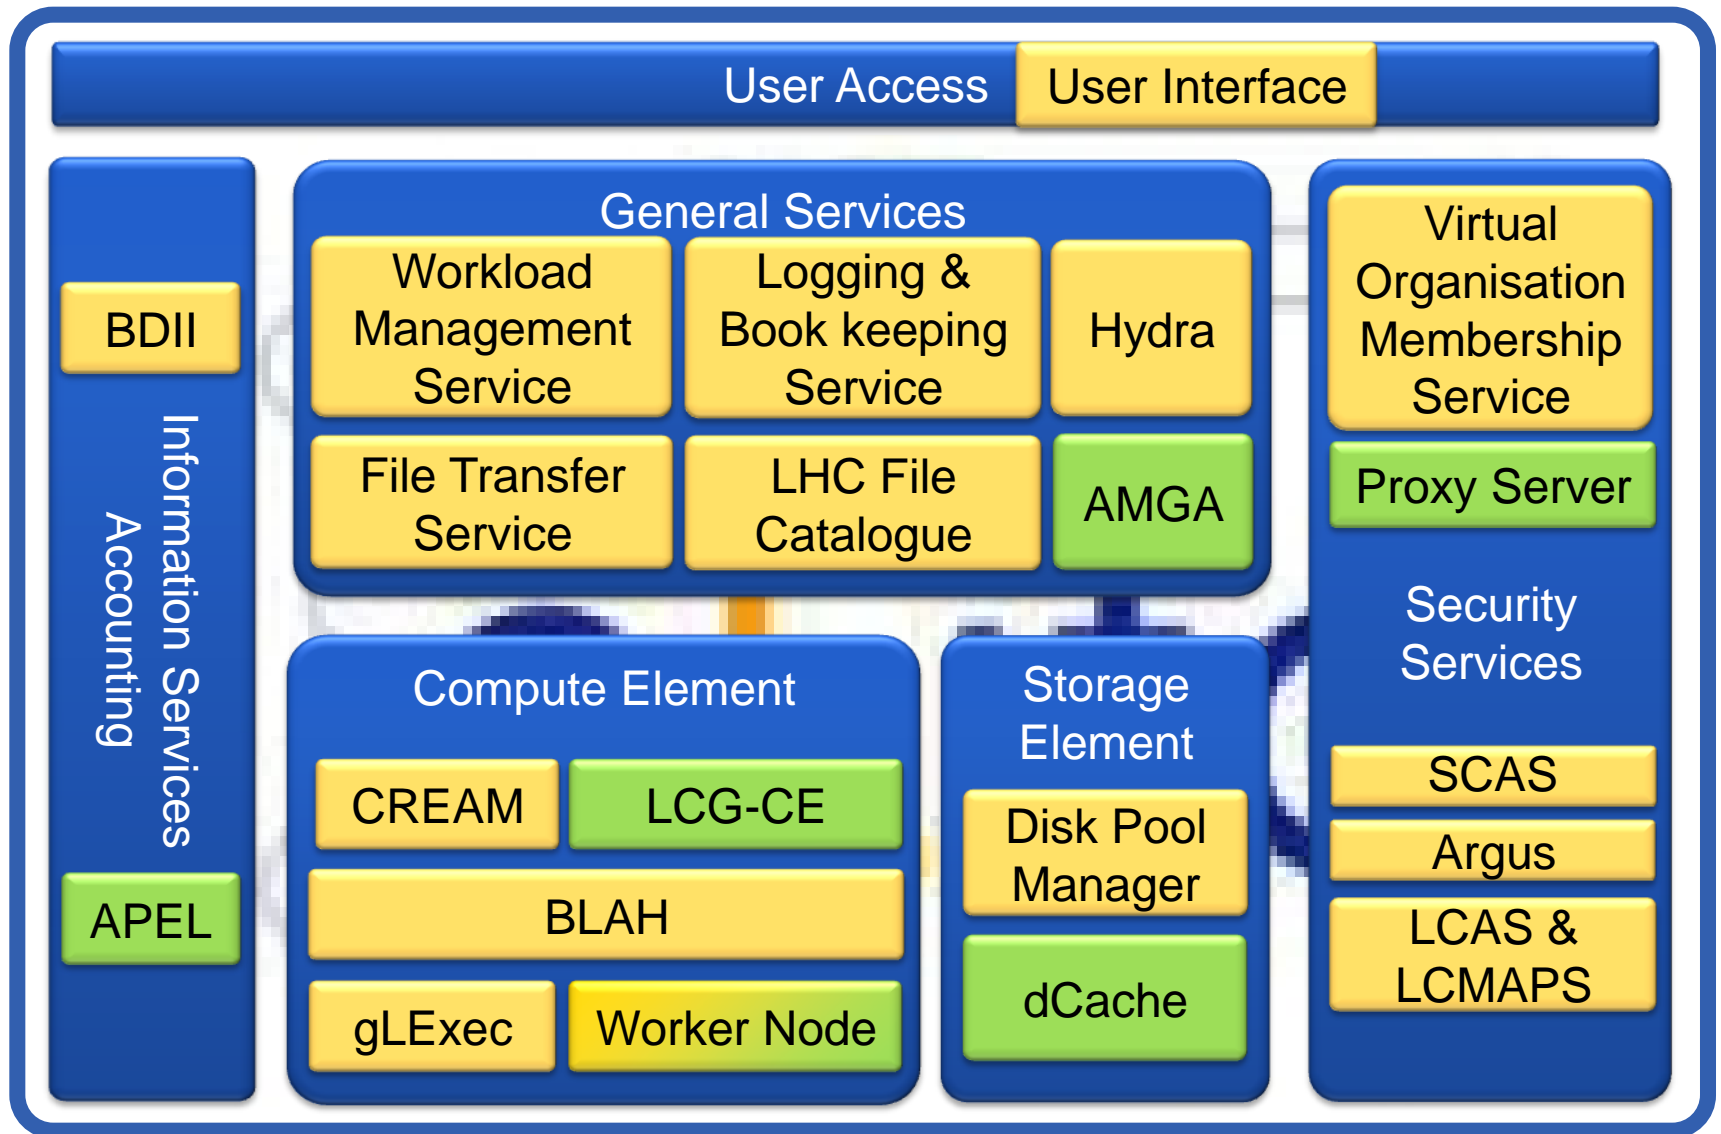 User Access
User Interface
BDII
Information Services
Accounting
APEL
General Services
Workload
Management
Service
Logging &
Book keeping
Service
Hydra
File Transfer
Service
LHC File
Catalogue
AMGA
Compute Element
CREAM
LCG-CE
BLAH
gLExec
Worker Node
Storage
Element
Disk Pool
Manager
dCache
Virtual
Organisation
Membership
Service
Proxy Server
Security
Services
SCAS
Argus
LCAS &
LCMAPS